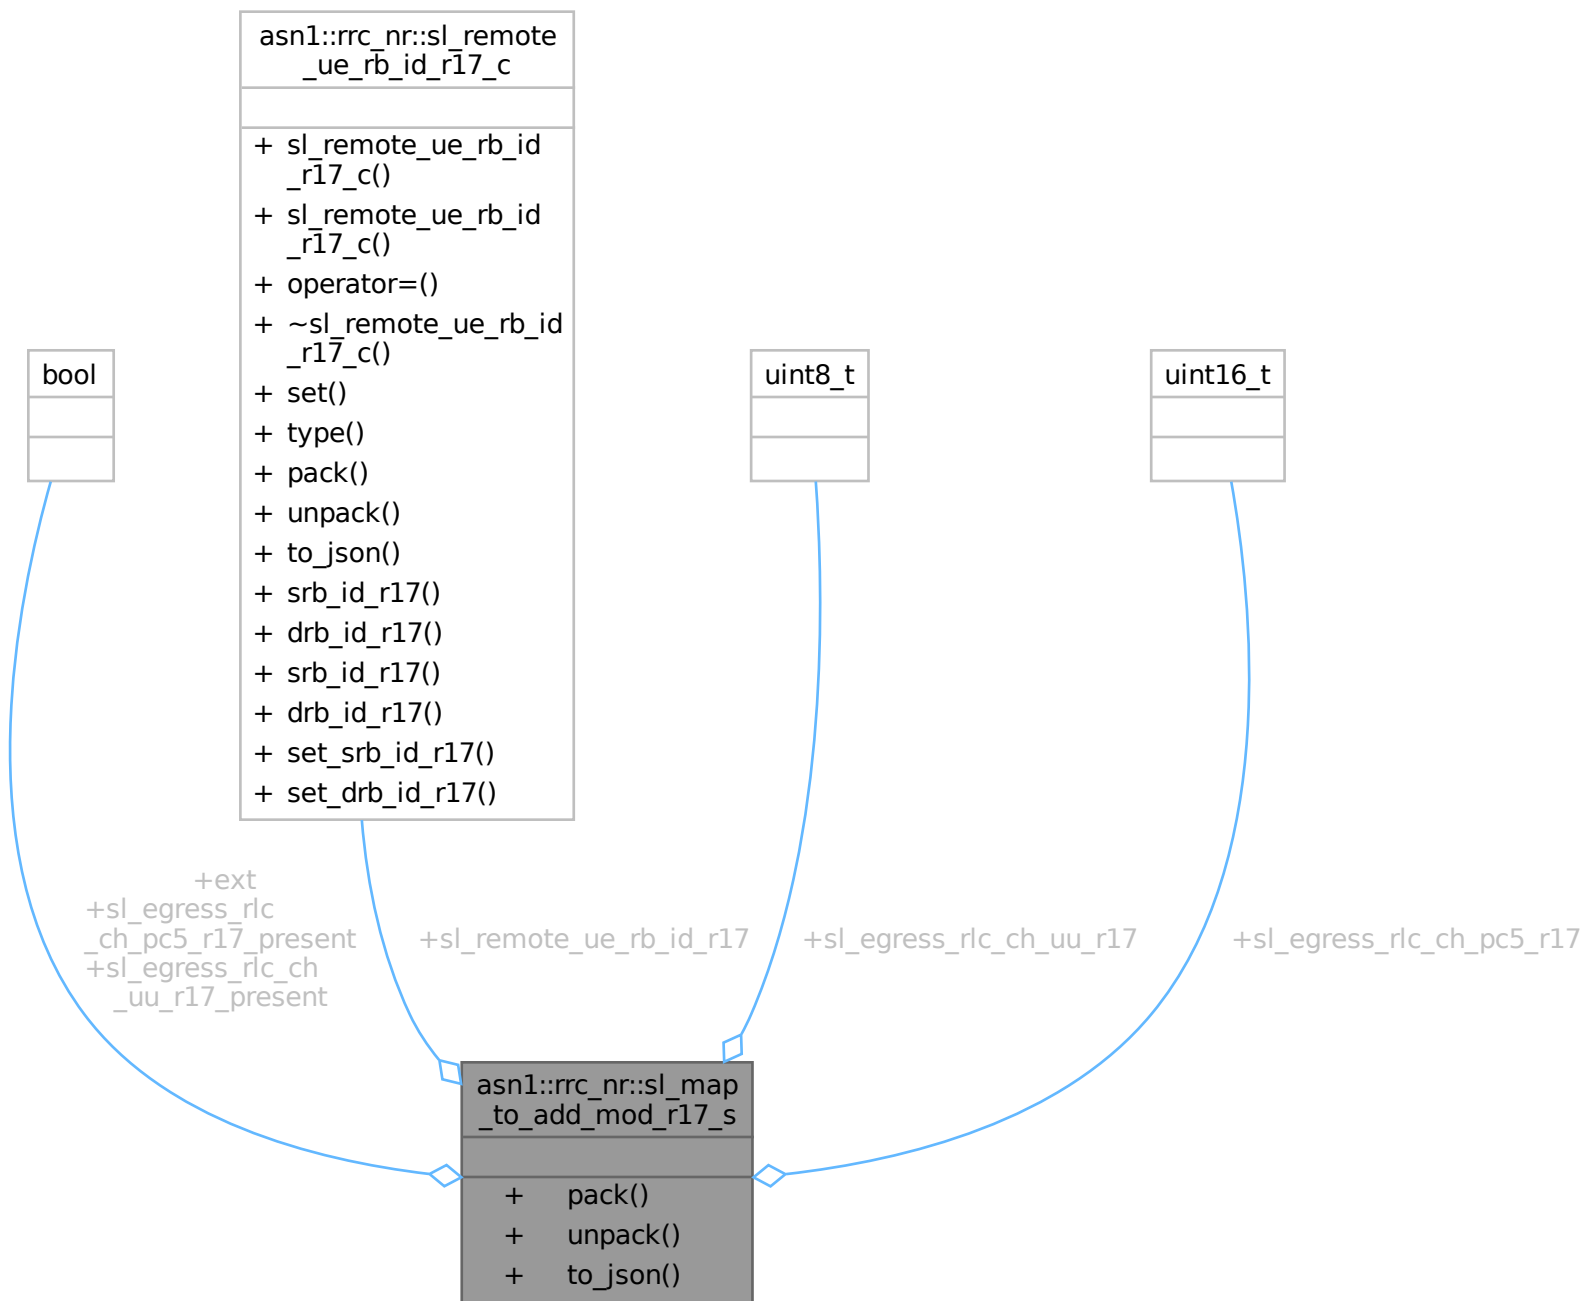 asn1::rrc_nr::sl_remote
_ue_rb_id_r17_c
+ sl_remote_ue_rb_id
_r17_c()
+ sl_remote_ue_rb_id
_r17_c()
+ operator=()
+ ~sl_remote_ue_rb_id
_r17_c()
+ set()
+ type()
+ pack()
+ unpack()
+ to_json()
+ srb_id_r17()
+ drb_id_r17()
+ srb_id_r17()
+ drb_id_r17()
+ set_srb_id_r17()
+ set_drb_id_r17()
bool
uint8_t
uint16_t
+ext
+sl_egress_rlc
_ch_pc5_r17_present
+sl_egress_rlc_ch
_uu_r17_present
+sl_remote_ue_rb_id_r17
+sl_egress_rlc_ch_uu_r17
+sl_egress_rlc_ch_pc5_r17
asn1::rrc_nr::sl_map
_to_add_mod_r17_s
+ pack()
+ unpack()
+ to_json()